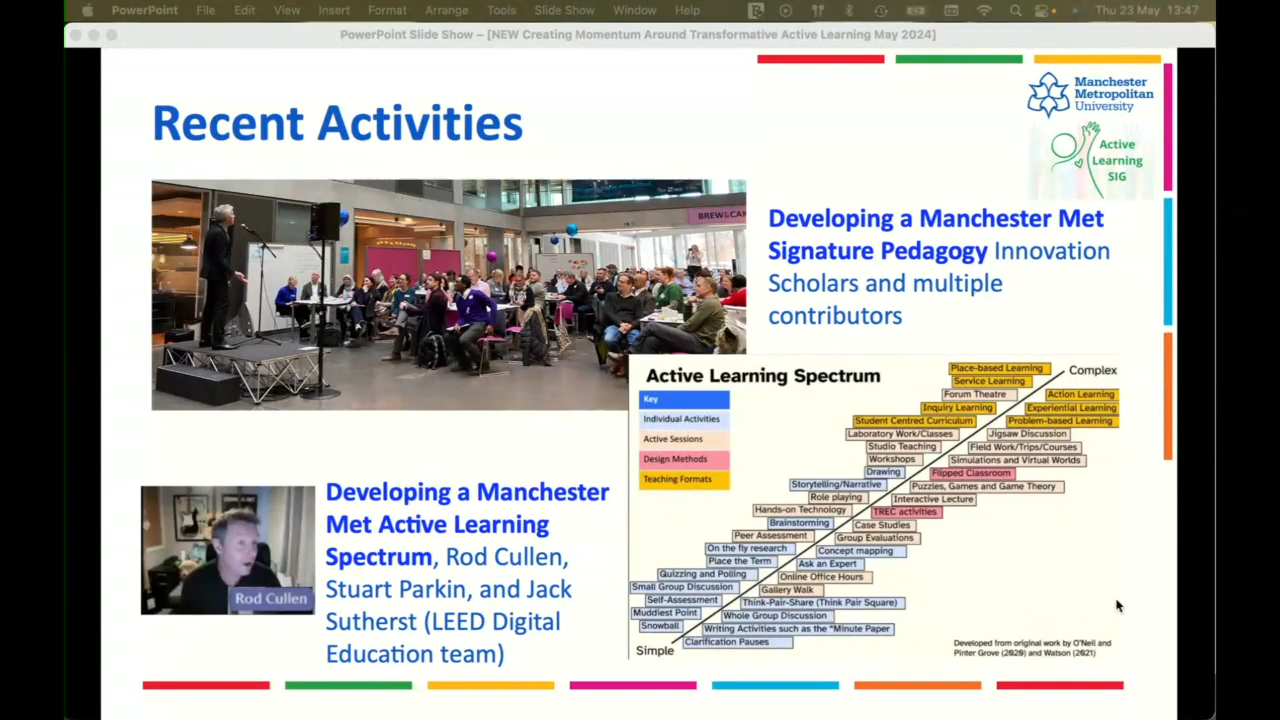 PowerPoint File Edit View Insert Format Arrange Tools Slide Show Window Help Thu 23 May 13:47
PowerPoint Slide Show – [NEW Creating Momentum Around Transformative Active Learning May 2024]
Manchester
Metropolitan
University
Active
Learning
SIG
Recent Activities
BREW&CAK
Developing a Manchester Met
Signature Pedagogy Innovation
Scholars and multiple
contributors
Rod Cullen
Developing a Manchester
Met Active Learning
Spectrum, Rod Cullen,
Stuart Parkin, and Jack
Sutherst (LEED Digital
Education team)
Active Learning Spectrum
Key
Individual Activities
Active Sessions
Design Methods
Teaching Formats
Complex
Place-based Learning
Service Learning
Forum Theatre
Action Learning
Inquiry Learning
Experiential Learning
Student Centred Curriculum
Problem-based Learning
Laboratory Work/Classes
Jigsaw Discussion
Studio Teaching
Field Work/Trips/Courses
Workshops
Simulations and Virtual Worlds
Drawing
Flipped Classroom
Storytelling/Narrative
Puzzles, Games and Game Theory
Role playing
Interactive Lecture
Hands-on Technology
TREC activities
Brainstorming
Case Studies
Peer Assessment
Group Evaluations
On the fly research
Concept mapping
Place the Term
Ask an Expert
Quizzing and Polling
Online Office Hours
Small Group Discussion
Gallery Walk
Self-Assessment
Think-Pair-Share (Think Pair Square)
Muddiest Point
Whole Group Discussion
Snowball
Writing Activities such as the "Minute Paper
Clarification Pauses
Simple
Developed from original work by O'Neil and
Pinter Grove (2020) and Watson (2021)